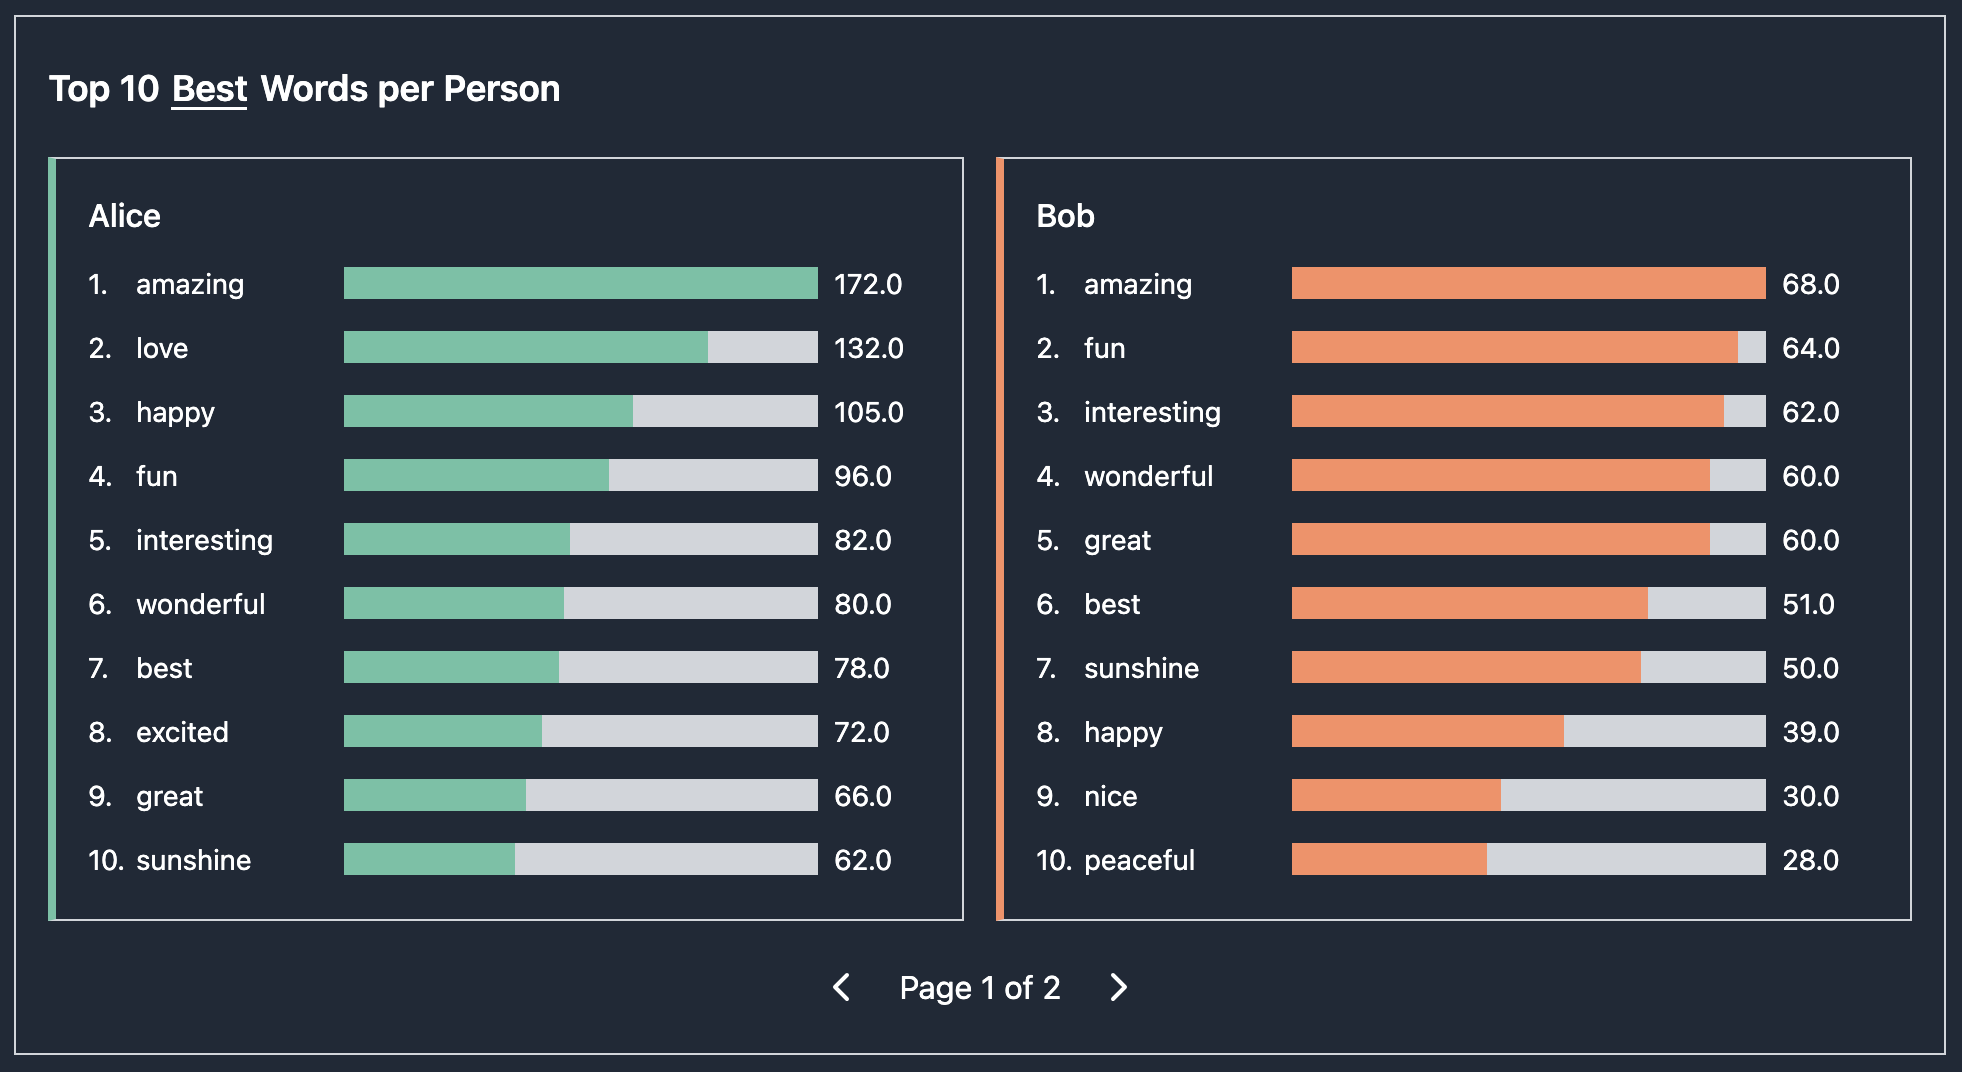 Top 10 Best Words per Person
Alice
1. amazing 172.0
2. love 132.0
3. happy 105.0
4. fun 96.0
5. interesting 82.0
6. wonderful 80.0
7. best 78.0
8. excited 72.0
9. great 66.0
10. sunshine 62.0
Bob
1. amazing 68.0
2. fun 64.0
3. interesting 62.0
4. wonderful 60.0
5. great 60.0
6. best 51.0
7. sunshine 50.0
8. happy 39.0
9. nice 30.0
10. peaceful 28.0
Page 1 of 2